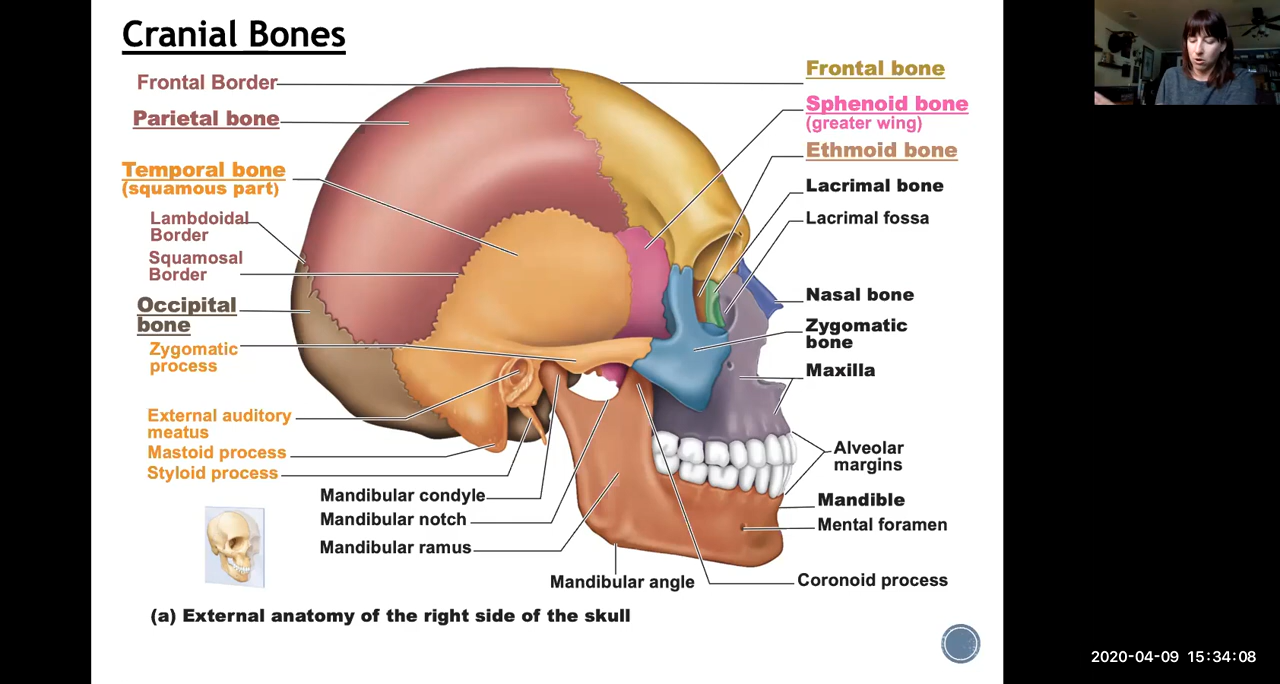 Cranial Bones
Frontal Border
Parietal bone
Temporal bone
(squamous part)
Lambdoidal
Border
Squamosal
Border
Occipital
bone
Zygomatic
process
External auditory
meatus
Mastoid process
Styloid process
Mandibular condyle
Mandibular notch
Mandibular ramus
Mandibular angle
Frontal bone
Sphenoid bone
(greater wing)
Ethmoid bone
Lacrimal bone
Lacrimal fossa
Nasal bone
Zygomatic
bone
Maxilla
Alveolar
margins
Mandible
Mental foramen
Coronoid process
(a) External anatomy of the right side of the skull
2020-04-09 15:34:08